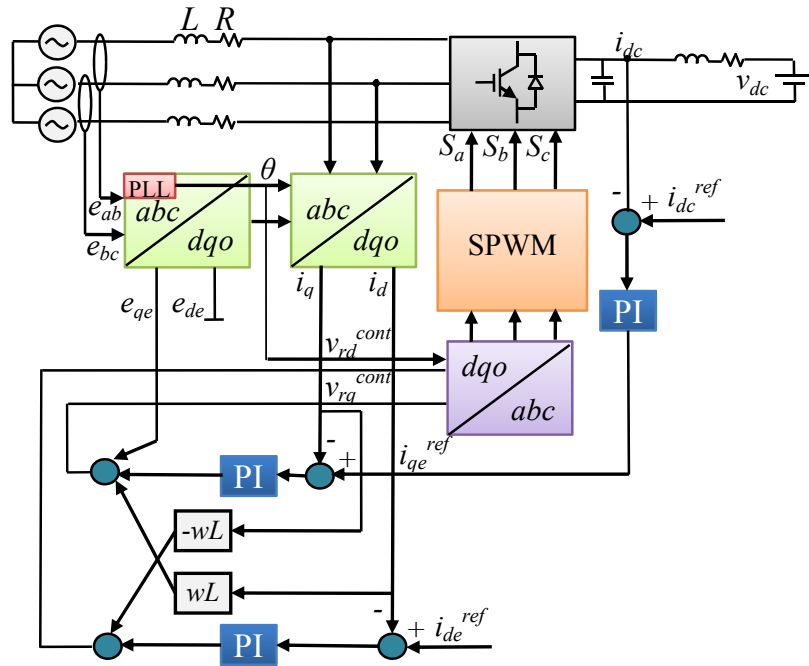 L R
i_dc
v_dc
S_a S_b S_c
θ
PLL
e_ab
abc
dqo
e_bc
abc
dqo
SPWM
- + i_dc^ref
PI
e_qe e_de
i_q i_d
v_rd^cont
dqo
abc
v_rq^cont
- +
i_qe^ref
PI
-wL
wL
-
PI
+ i_de^ref